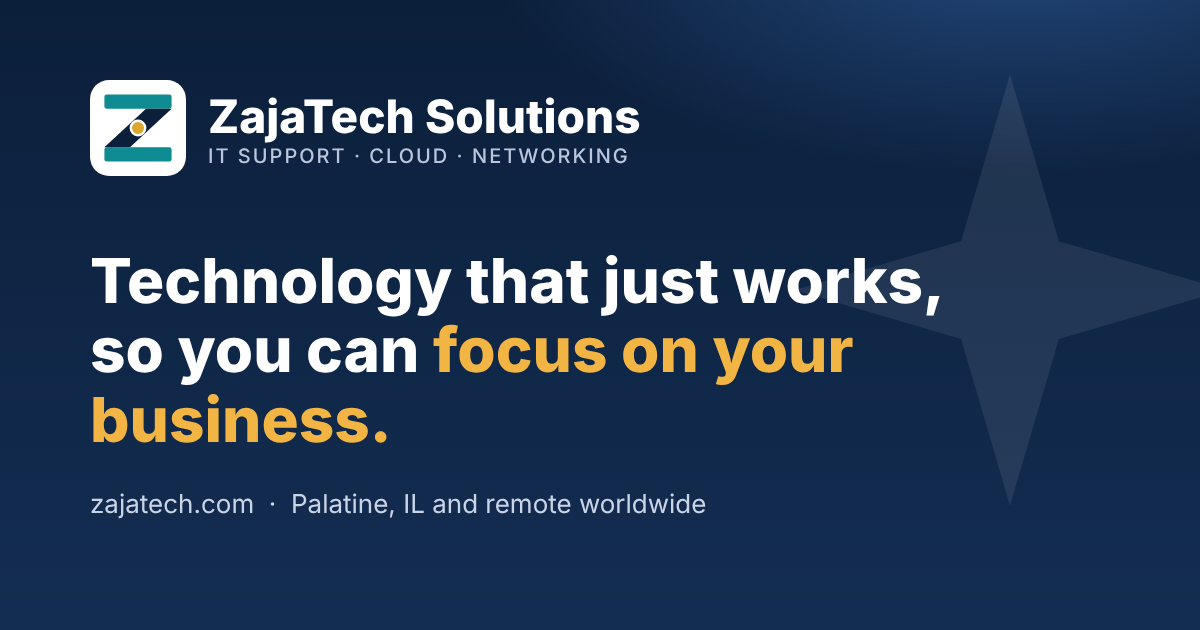 ZajaTech Solutions
IT SUPPORT · CLOUD · NETWORKING
Technology that just works,
so you can focus on your
business.
zajatech.com · Palatine, IL and remote worldwide